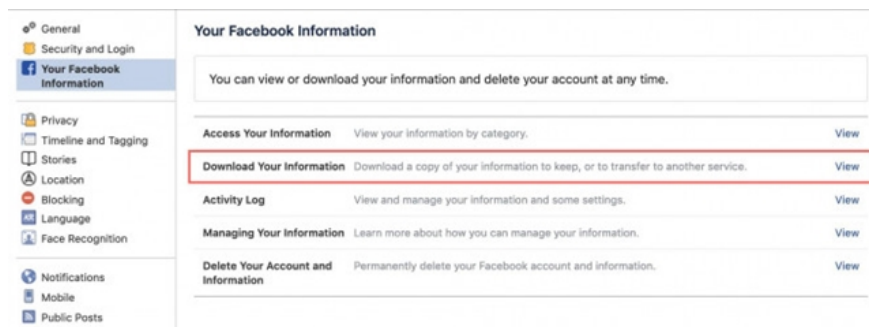 General
Security and Login
Your Facebook
Information
Privacy
Timeline and Tagging
Stories
Location
Blocking
Language
Face Recognition
Notifications
Mobile
Public Posts
Your Facebook Information
You can view or download your information and delete your account at any time.
Access Your Information View your information by category. View
Download Your Information Download a copy of your information to keep, or to transfer to another service. View
Activity Log View and manage your information and some settings. View
Managing Your Information Learn more about how you can manage your information. View
Delete Your Account and Permanently delete your Facebook account and information. View
Information